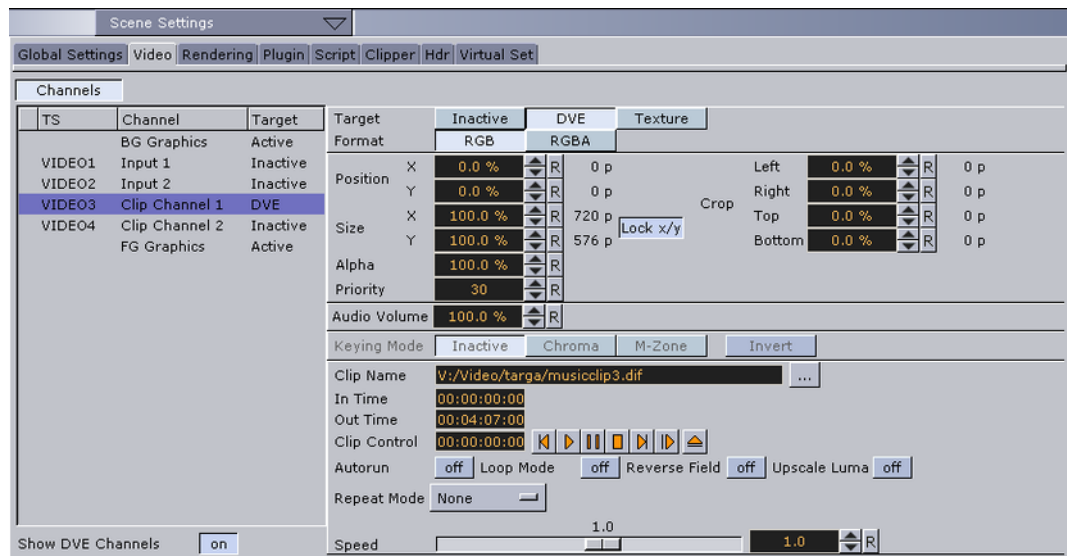 Scene Settings
Global Settings Video Rendering Plugin Script Clipper Hdr Virtual Set
Channels
TS Channel Target
BG Graphics Active
VIDEO1 Input 1 Inactive
VIDEO2 Input 2 Inactive
VIDEO3 Clip Channel 1 DVE
VIDEO4 Clip Channel 2 Inactive
FG Graphics Active
Show DVE Channels on
Target Inactive DVE Texture
Format RGB RGBA
Position X 0.0 % R 0 p
Y 0.0 % R 0 p
Size X 100.0 % R 720 p
Y 100.0 % R 576 p
Lock x/y
Crop Left 0.0 % R 0 p
Right 0.0 % R 0 p
Top 0.0 % R 0 p
Bottom 0.0 % R 0 p
Alpha 100.0 % R
Priority 30 R
Audio Volume 100.0 % R
Keying Mode Inactive Chroma M-Zone Invert
Clip Name V:/Video/targa/musicclip3.dif ...
In Time 00:00:00:00
Out Time 00:04:07:00
Clip Control 00:00:00:00
Autorun off Loop Mode off Reverse Field off Upscale Luma off
Repeat Mode None
Speed 1.0 1.0 R